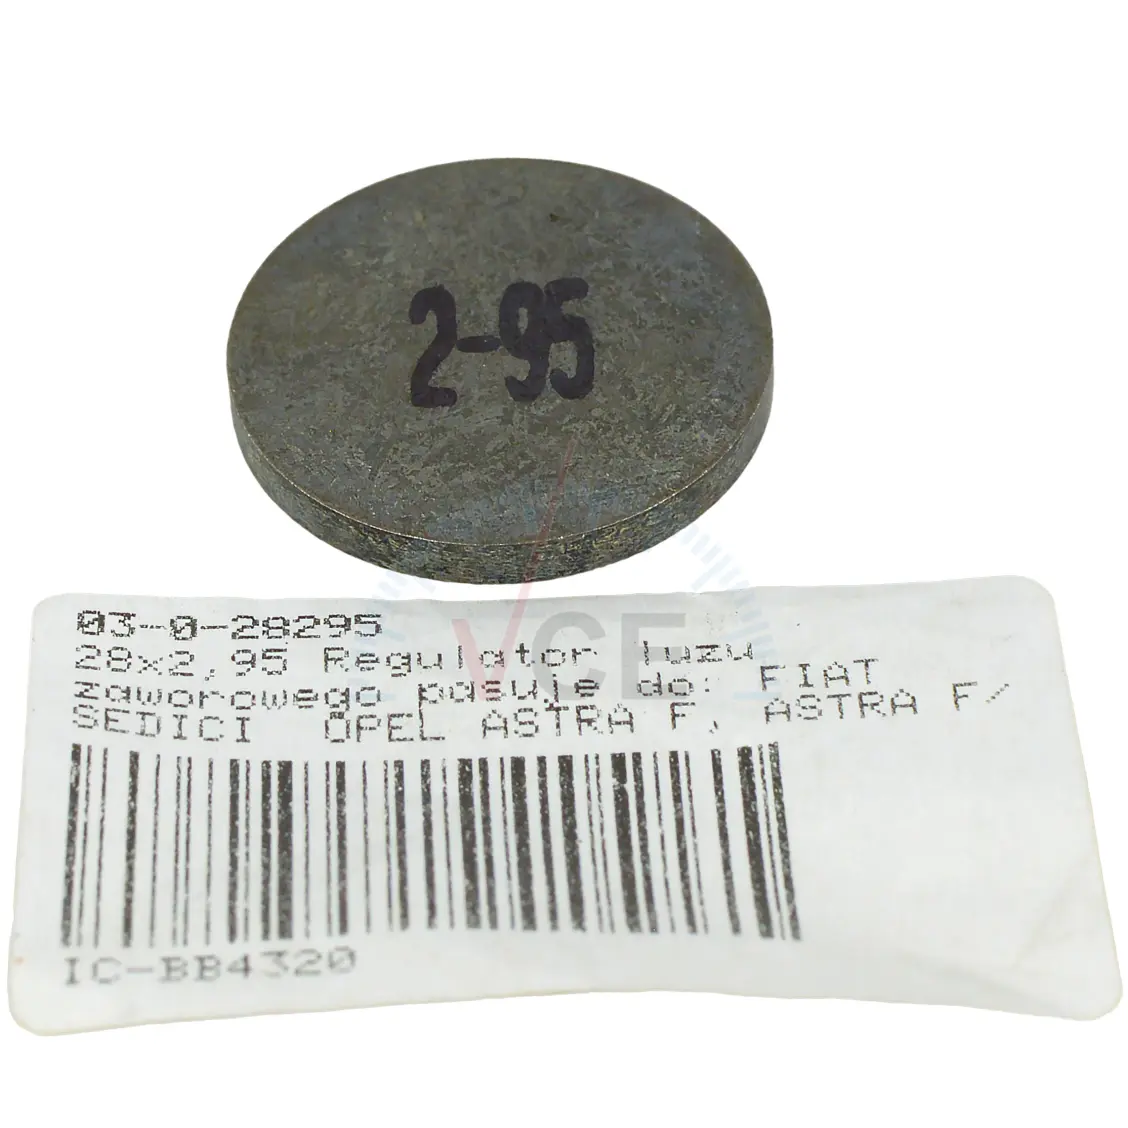 2-95
VCE
03-0-28295
28x2,95 Regulator luzu
zaworowego pasuje do: FIAT
SEDICI  OPEL ASTRA F, ASTRA F/
IC-BB4320